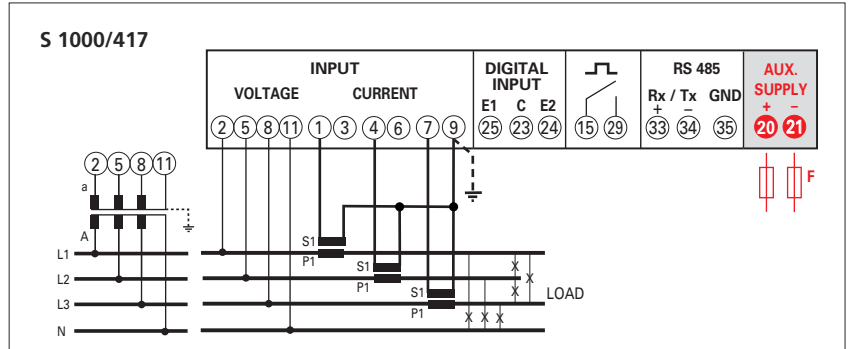 S 1000/417
INPUT
VOLTAGE CURRENT
DIGITAL
INPUT
E1 C E2
RS 485
Rx / Tx GND
+ −
AUX.
SUPPLY
+ −
2 5 8 11 1 3 4 6 7 9 25 23 24 15 29 33 34 35 20 21
F
2 5 8 11
a
A
S1
L1 P1
S1
L2 P1
S1 LOAD
L3 P1
N
X X X X X X X